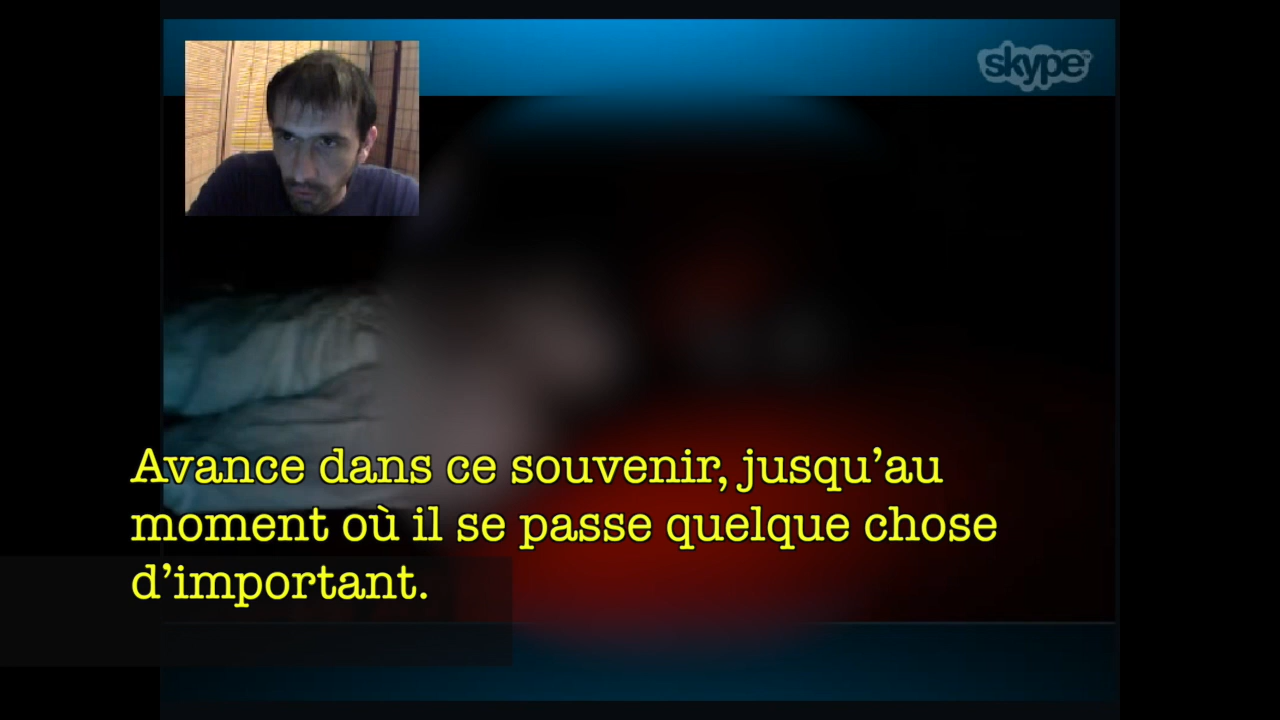 skype
Avance dans ce souvenir, jusqu’au
moment où il se passe quelque chose
d’important.